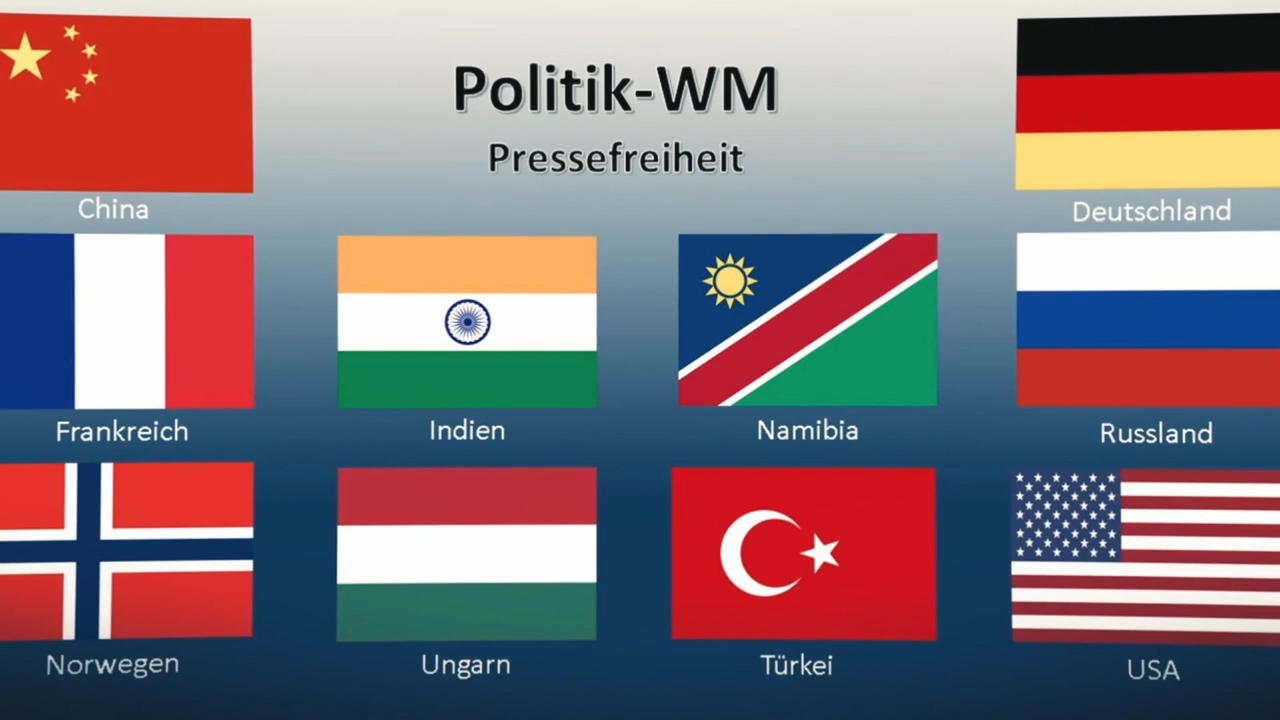 Politik-WM
Pressefreiheit
China
Deutschland
Frankreich
Indien
Namibia
Russland
Norwegen
Ungarn
Türkei
USA